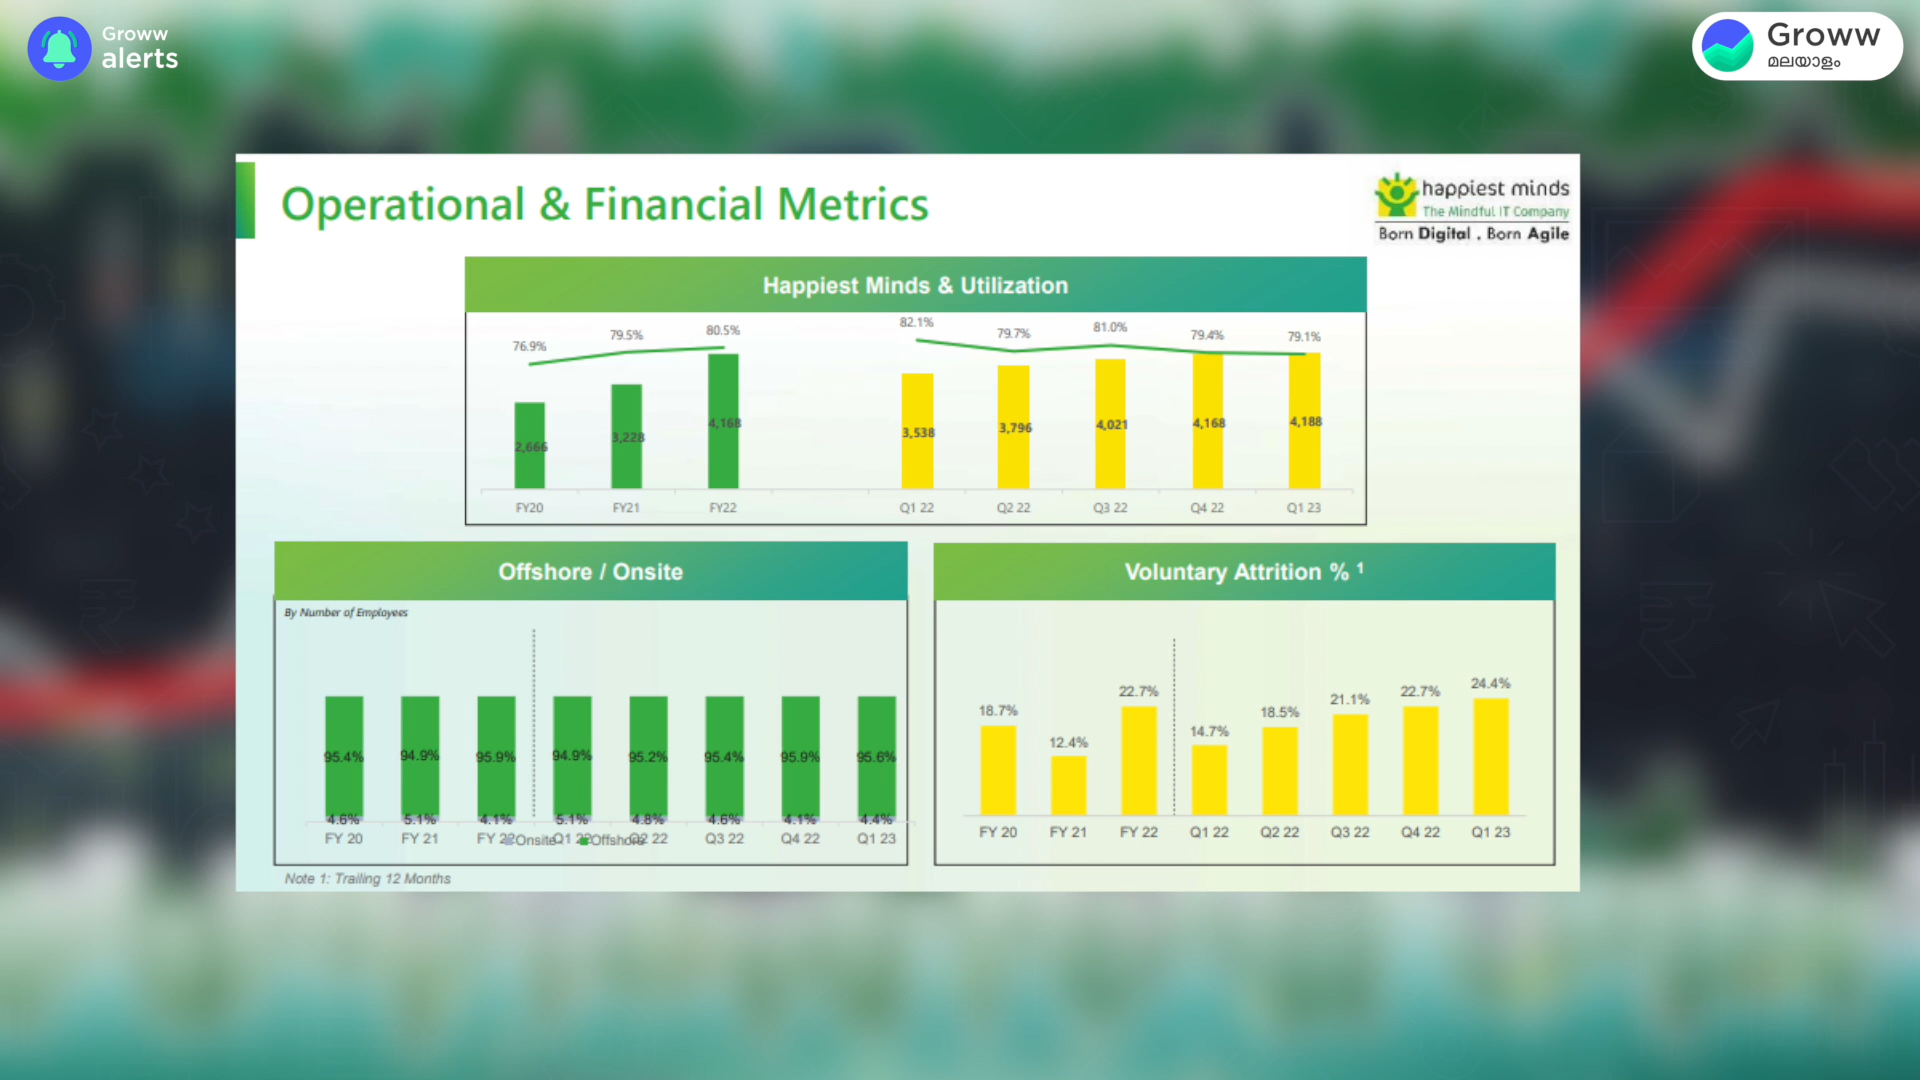 Groww
alerts
Groww
മലയാളം
Operational & Financial Metrics
happiest minds
The Mindful IT Company
Born Digital . Born Agile
Happiest Minds & Utilization
76.9% 79.5% 80.5% 82.1% 79.7% 81.0% 79.4% 79.1%
2,666 3,228 4,168 3,538 3,796 4,021 4,168 4,188
FY20 FY21 FY22 Q1 22 Q2 22 Q3 22 Q4 22 Q1 23
Offshore / Onsite
By Number of Employees
95.4% 94.9% 95.9% 94.9% 95.2% 95.4% 95.9% 95.6%
4.6% 5.1% 4.1% 5.1% 4.8% 4.6% 4.1% 4.4%
FY 20 FY 21 FY 22 Q1 22 Q2 22 Q3 22 Q4 22 Q1 23
Onsite Offshore
Note 1: Trailing 12 Months
Voluntary Attrition % 1
18.7% 12.4% 22.7% 14.7% 18.5% 21.1% 22.7% 24.4%
FY 20 FY 21 FY 22 Q1 22 Q2 22 Q3 22 Q4 22 Q1 23